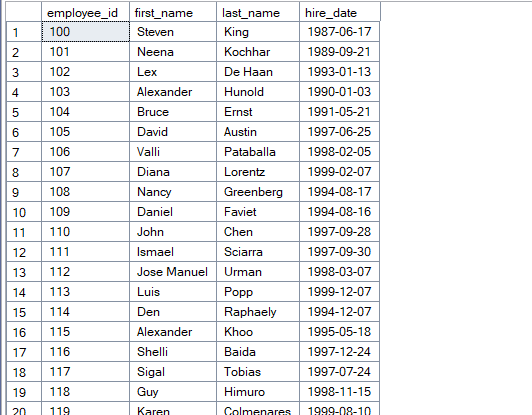 employee_id first_name last_name hire_date
1 100 Steven King 1987-06-17
2 101 Neena Kochhar 1989-09-21
3 102 Lex De Haan 1993-01-13
4 103 Alexander Hunold 1990-01-03
5 104 Bruce Ernst 1991-05-21
6 105 David Austin 1997-06-25
7 106 Valli Pataballa 1998-02-05
8 107 Diana Lorentz 1999-02-07
9 108 Nancy Greenberg 1994-08-17
10 109 Daniel Faviet 1994-08-16
11 110 John Chen 1997-09-28
12 111 Ismael Sciarra 1997-09-30
13 112 Jose Manuel Urman 1998-03-07
14 113 Luis Popp 1999-12-07
15 114 Den Raphaely 1994-12-07
16 115 Alexander Khoo 1995-05-18
17 116 Shelli Baida 1997-12-24
18 117 Sigal Tobias 1997-07-24
19 118 Guy Himuro 1998-11-15
20 119 Karen Colmenares 1999-08-10